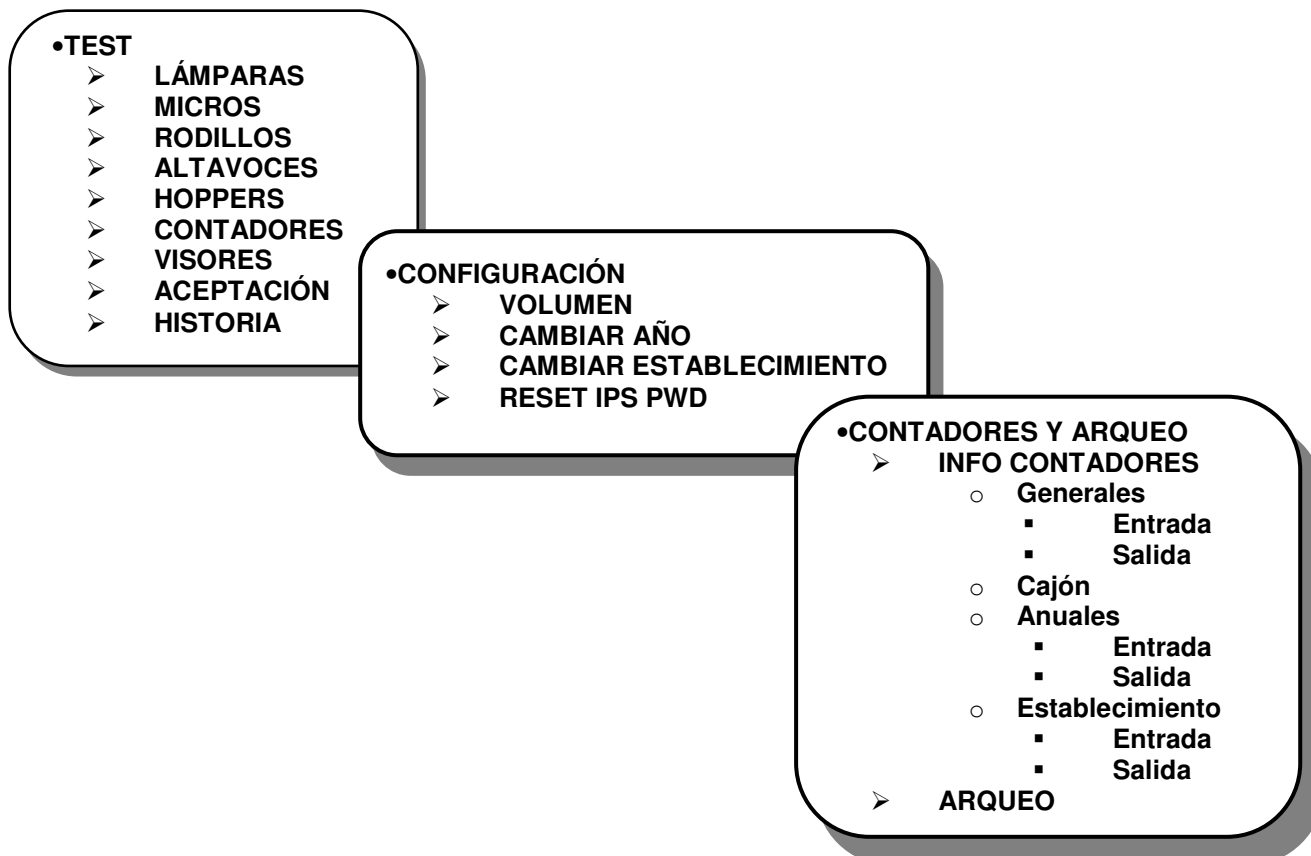 •TEST
➢ LÁMPARAS
➢ MICROS
➢ RODILLOS
➢ ALTAVOCES
➢ HOPPERS
➢ CONTADORES
➢ VISORES
➢ ACEPTACIÓN
➢ HISTORIA
•CONFIGURACIÓN
➢ VOLUMEN
➢ CAMBIAR AÑO
➢ CAMBIAR ESTABLECIMIENTO
➢ RESET IPS PWD
•CONTADORES Y ARQUEO
➢ INFO CONTADORES
o Generales
▪ Entrada
▪ Salida
o Cajón
o Anuales
▪ Entrada
▪ Salida
o Establecimiento
▪ Entrada
▪ Salida
➢ ARQUEO